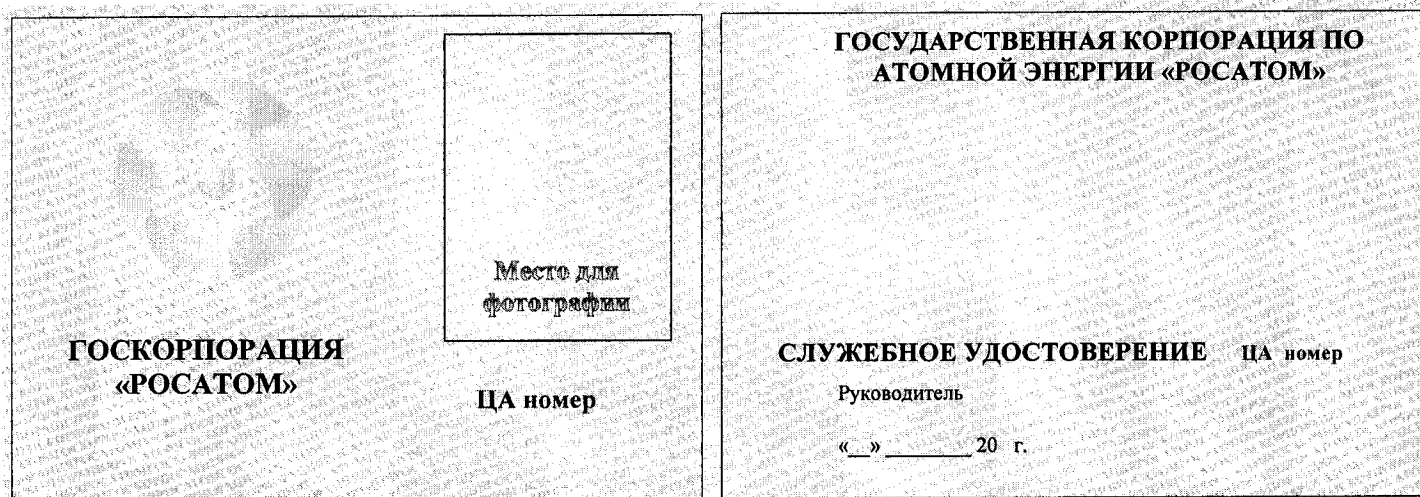 ГОСКОРПОРАЦИЯ
«РОСАТОМ»
Место для
фотографии
ЦА номер
ГОСУДАРСТВЕННАЯ КОРПОРАЦИЯ ПО
АТОМНОЙ ЭНЕРГИИ «РОСАТОМ»
СЛУЖЕБНОЕ УДОСТОВЕРЕНИЕ ЦА номер
Руководитель
«__» ________ 20 г.